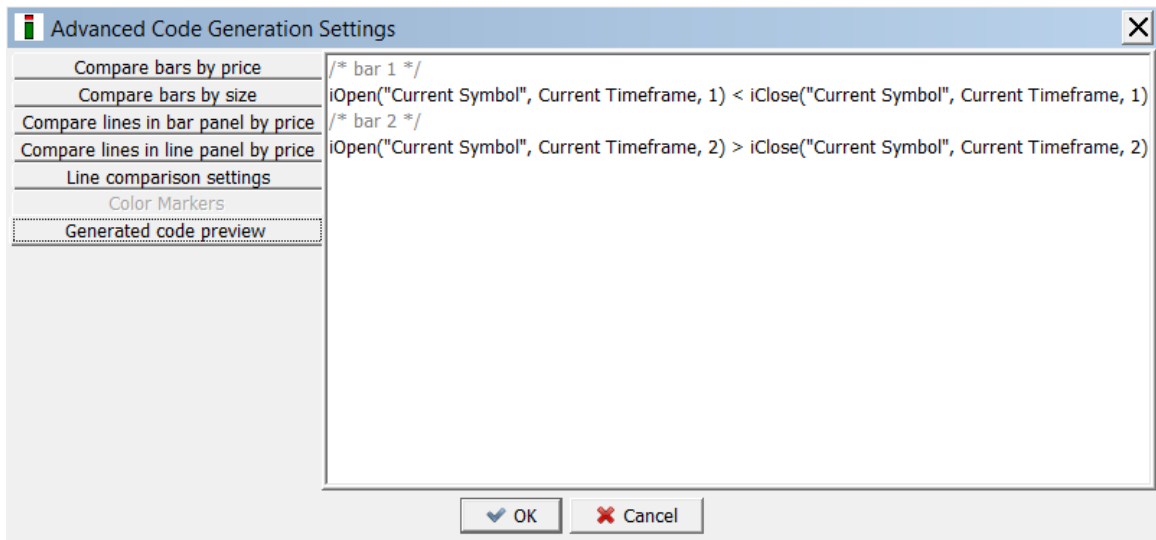 Advanced Code Generation Settings
Compare bars by price
Compare bars by size
Compare lines in bar panel by price
Compare lines in line panel by price
Line comparison settings
Color Markers
Generated code preview
/* bar 1 */
iOpen("Current Symbol", Current Timeframe, 1) < iClose("Current Symbol", Current Timeframe, 1)
/* bar 2 */
iOpen("Current Symbol", Current Timeframe, 2) > iClose("Current Symbol", Current Timeframe, 2)
OK
Cancel